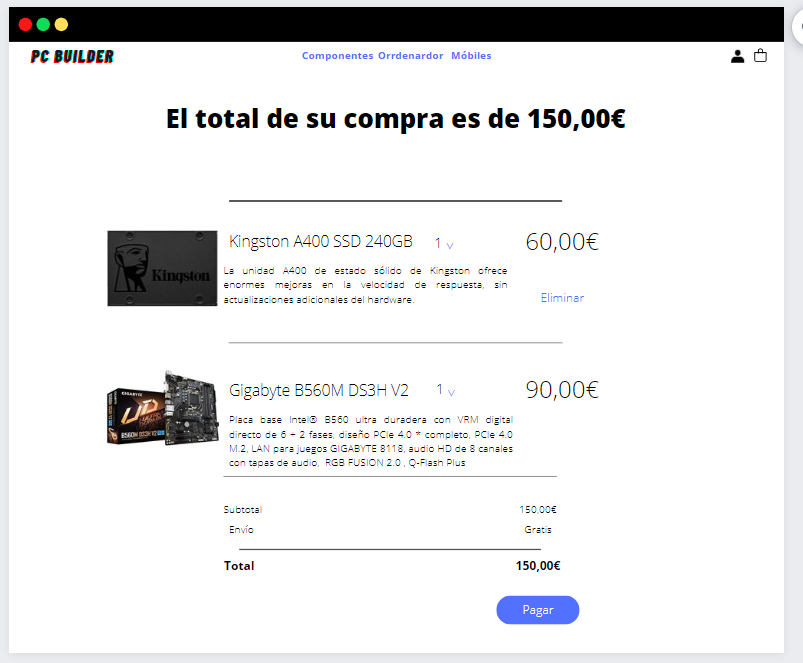 PC BUILDER
Componentes Orrdenardor Móbiles
El total de su compra es de 150,00€
Kingston A400 SSD 240GB 1 v 60,00€
Kingston
La unidad A400 de estado sólido de Kingston ofrece
enormes mejoras en la velocidad de respuesta, sin
actualizaciones adicionales del hardware.
Eliminar
Gigabyte B560M DS3H V2 1 v 90,00€
GIGABYTE
UD
B560M DS3H V2
Placa base Intel® B560 ultra duradera con VRM digital
directo de 6 + 2 fases, diseño PCIe 4.0 * completo, PCIe 4.0
M.2, LAN para juegos GIGABYTE 8118, audio HD de 8 canales
con tapas de audio, RGB FUSION 2.0 , Q-Flash Plus
Subtotal 150,00€
Envío Gratis
Total 150,00€
Pagar